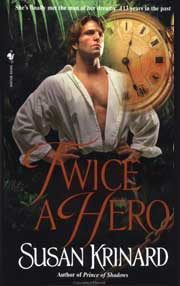 She's finally met the man of her dreams.. 113 years in the past
TWICE
A HERO
SUSAN KRINARD
Author of Prince of Shadows